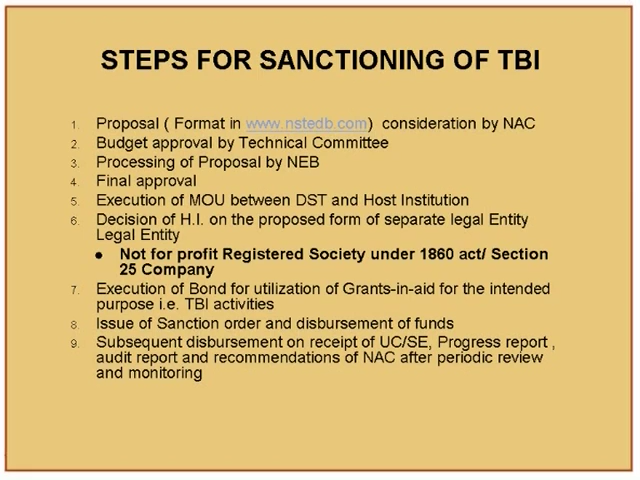 STEPS FOR SANCTIONING OF TBI
1. Proposal ( Format in www.nstedb.com) consideration by NAC
2. Budget approval by Technical Committee
3. Processing of Proposal by NEB
4. Final approval
5. Execution of MOU between DST and Host Institution
6. Decision of H.I. on the proposed form of separate legal Entity
Legal Entity
● Not for profit Registered Society under 1860 act/ Section
25 Company
7. Execution of Bond for utilization of Grants-in-aid for the intended
purpose i.e. TBI activities
8. Issue of Sanction order and disbursement of funds
9. Subsequent disbursement on receipt of UC/SE, Progress report ,
audit report and recommendations of NAC after periodic review
and monitoring